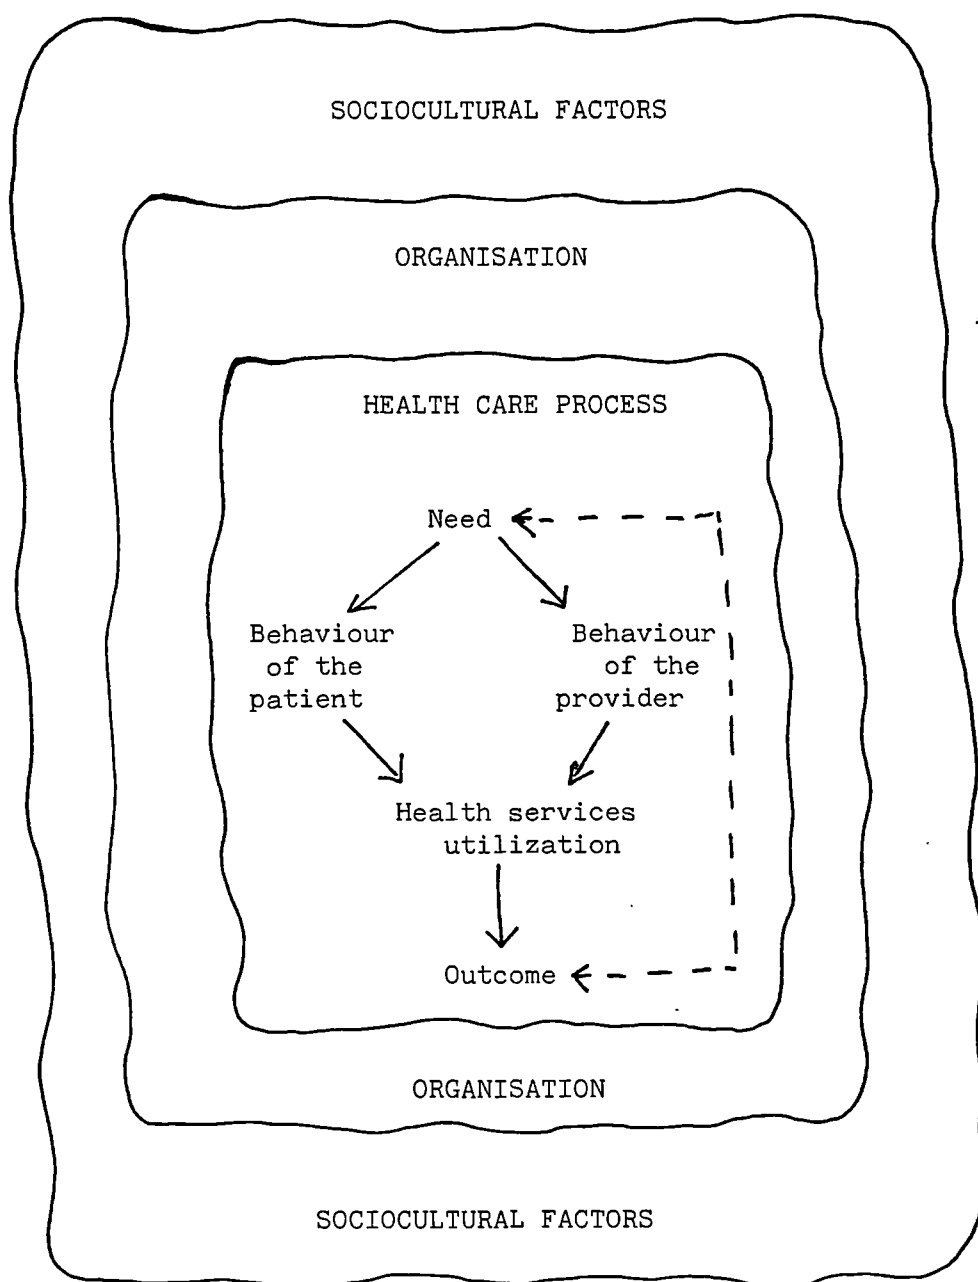 SOCIOCULTURAL FACTORS
ORGANISATION
HEALTH CARE PROCESS
Need
Behaviour
of the
patient
Behaviour
of the
provider
Health services
utilization
Outcome
ORGANISATION
SOCIOCULTURAL FACTORS